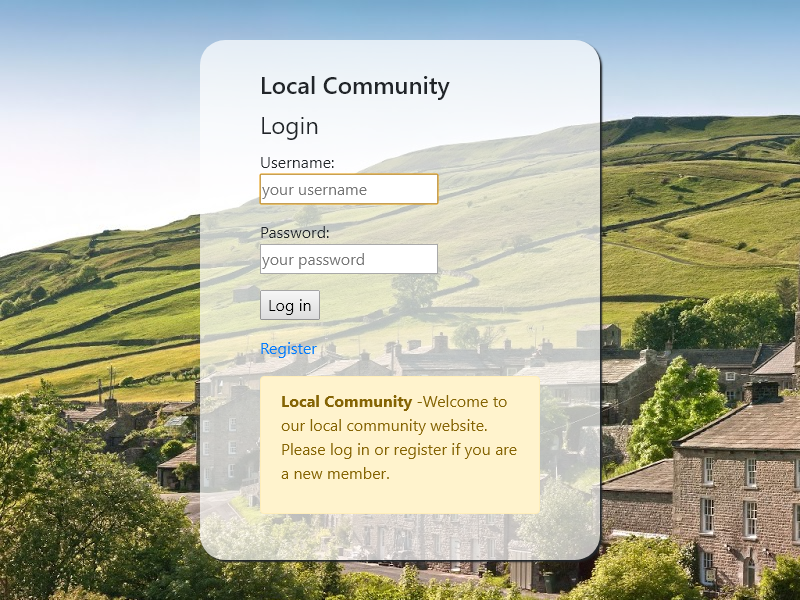 Local Community
Login
Username:
your username
Password:
your password
Log in
Register
Local Community -Welcome to
our local community website.
Please log in or register if you are
a new member.